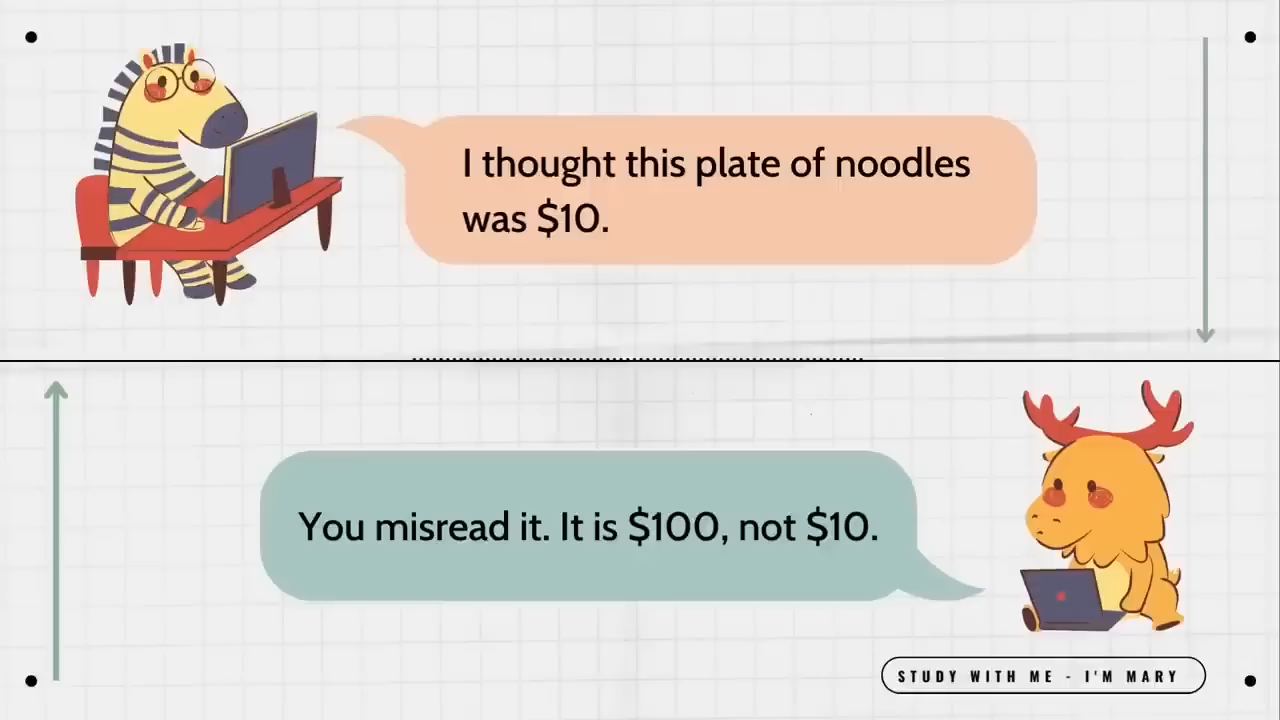 I thought this plate of noodles
was $10.
You misread it. It is $100, not $10.
STUDY WITH ME - I'M MARY